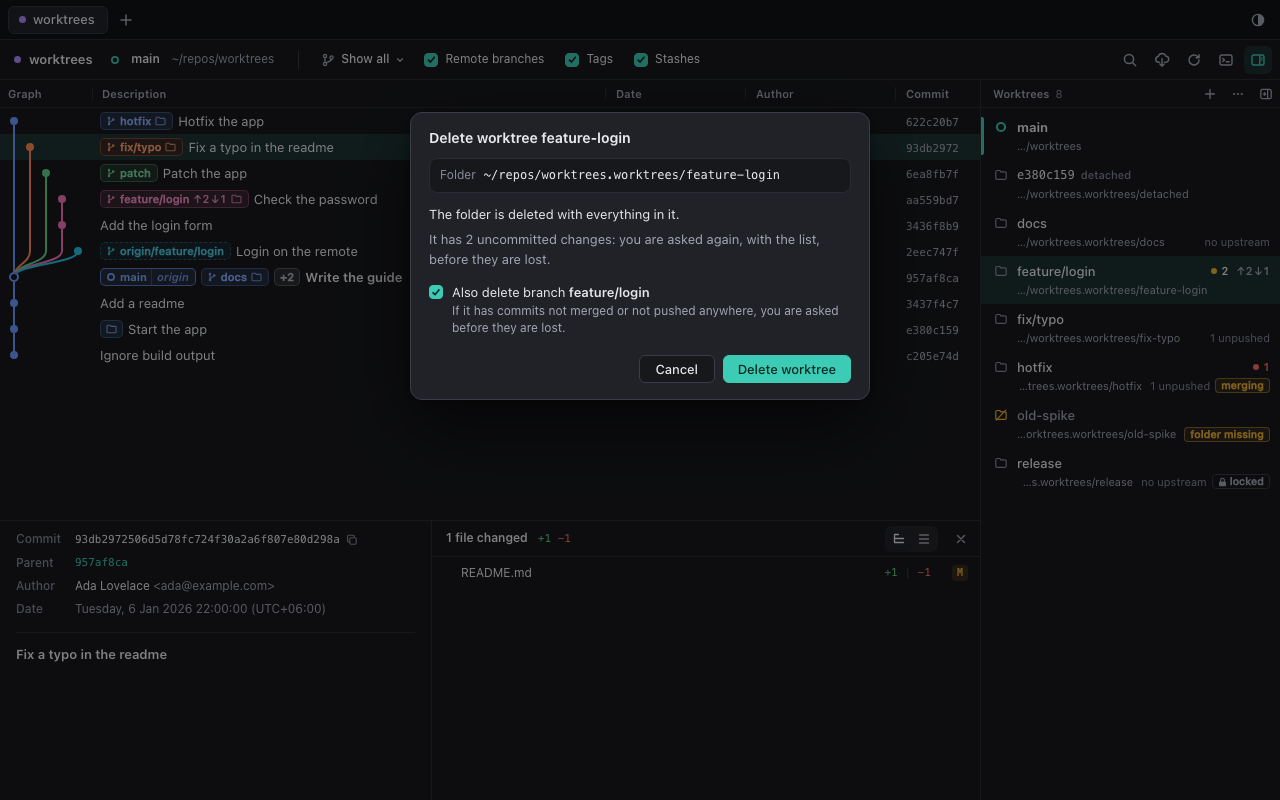 worktrees
worktrees main ~/repos/worktrees Show all Remote branches Tags Stashes
Graph Description Date Author Commit
hotfix Hotfix the app 622c20b7
fix/typo Fix a typo in the readme 93db2972
patch Patch the app 6ea8fb7f
feature/login ↑2↓1 Check the password aa559bd7
Add the login form 3436f8b9
origin/feature/login Login on the remote 2eec747f
main origin docs +2 Write the guide 957af8ca
Add a readme 3437f4c7
Start the app e380c159
Ignore build output c205e74d
Delete worktree feature-login
Folder ~/repos/worktrees.worktrees/feature-login
The folder is deleted with everything in it.
It has 2 uncommitted changes: you are asked again, with the list,
before they are lost.
Also delete branch feature/login
If it has commits not merged or not pushed anywhere, you are asked
before they are lost.
Cancel Delete worktree
Worktrees 8
main
…/worktrees
e380c159 detached
…/worktrees.worktrees/detached
docs
…/worktrees.worktrees/docs no upstream
feature/login 2 ↑2↓1
…/worktrees.worktrees/feature-login
fix/typo
…/worktrees.worktrees/fix-typo 1 unpushed
hotfix 1
…trees.worktrees/hotfix 1 unpushed merging
old-spike
…orktrees.worktrees/old-spike folder missing
release
…s.worktrees/release no upstream locked
Commit 93db2972506d5d78fc724f30a2a6f807e80d298a
Parent 957af8ca
Author Ada Lovelace <ada@example.com>
Date Tuesday, 6 Jan 2026 22:00:00 (UTC+06:00)
Fix a typo in the readme
1 file changed +1 −1
README.md +1 −1 M